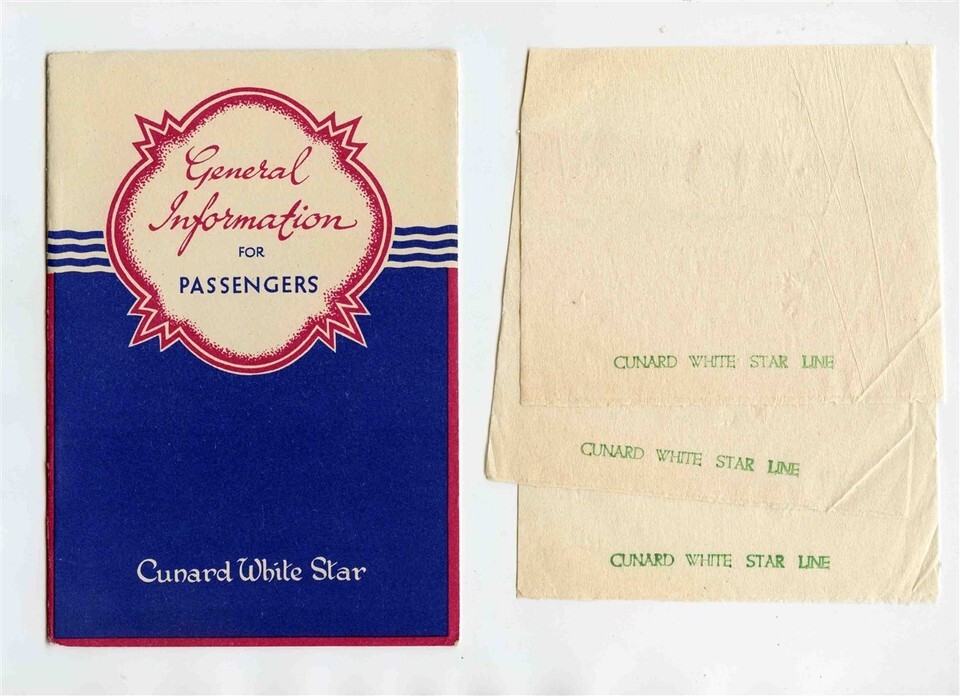 General
Information
FOR
PASSENGERS
Cunard White Star
CUNARD WHITE STAR LINE
CUNARD WHITE STAR LINE
CUNARD WHITE STAR LINE